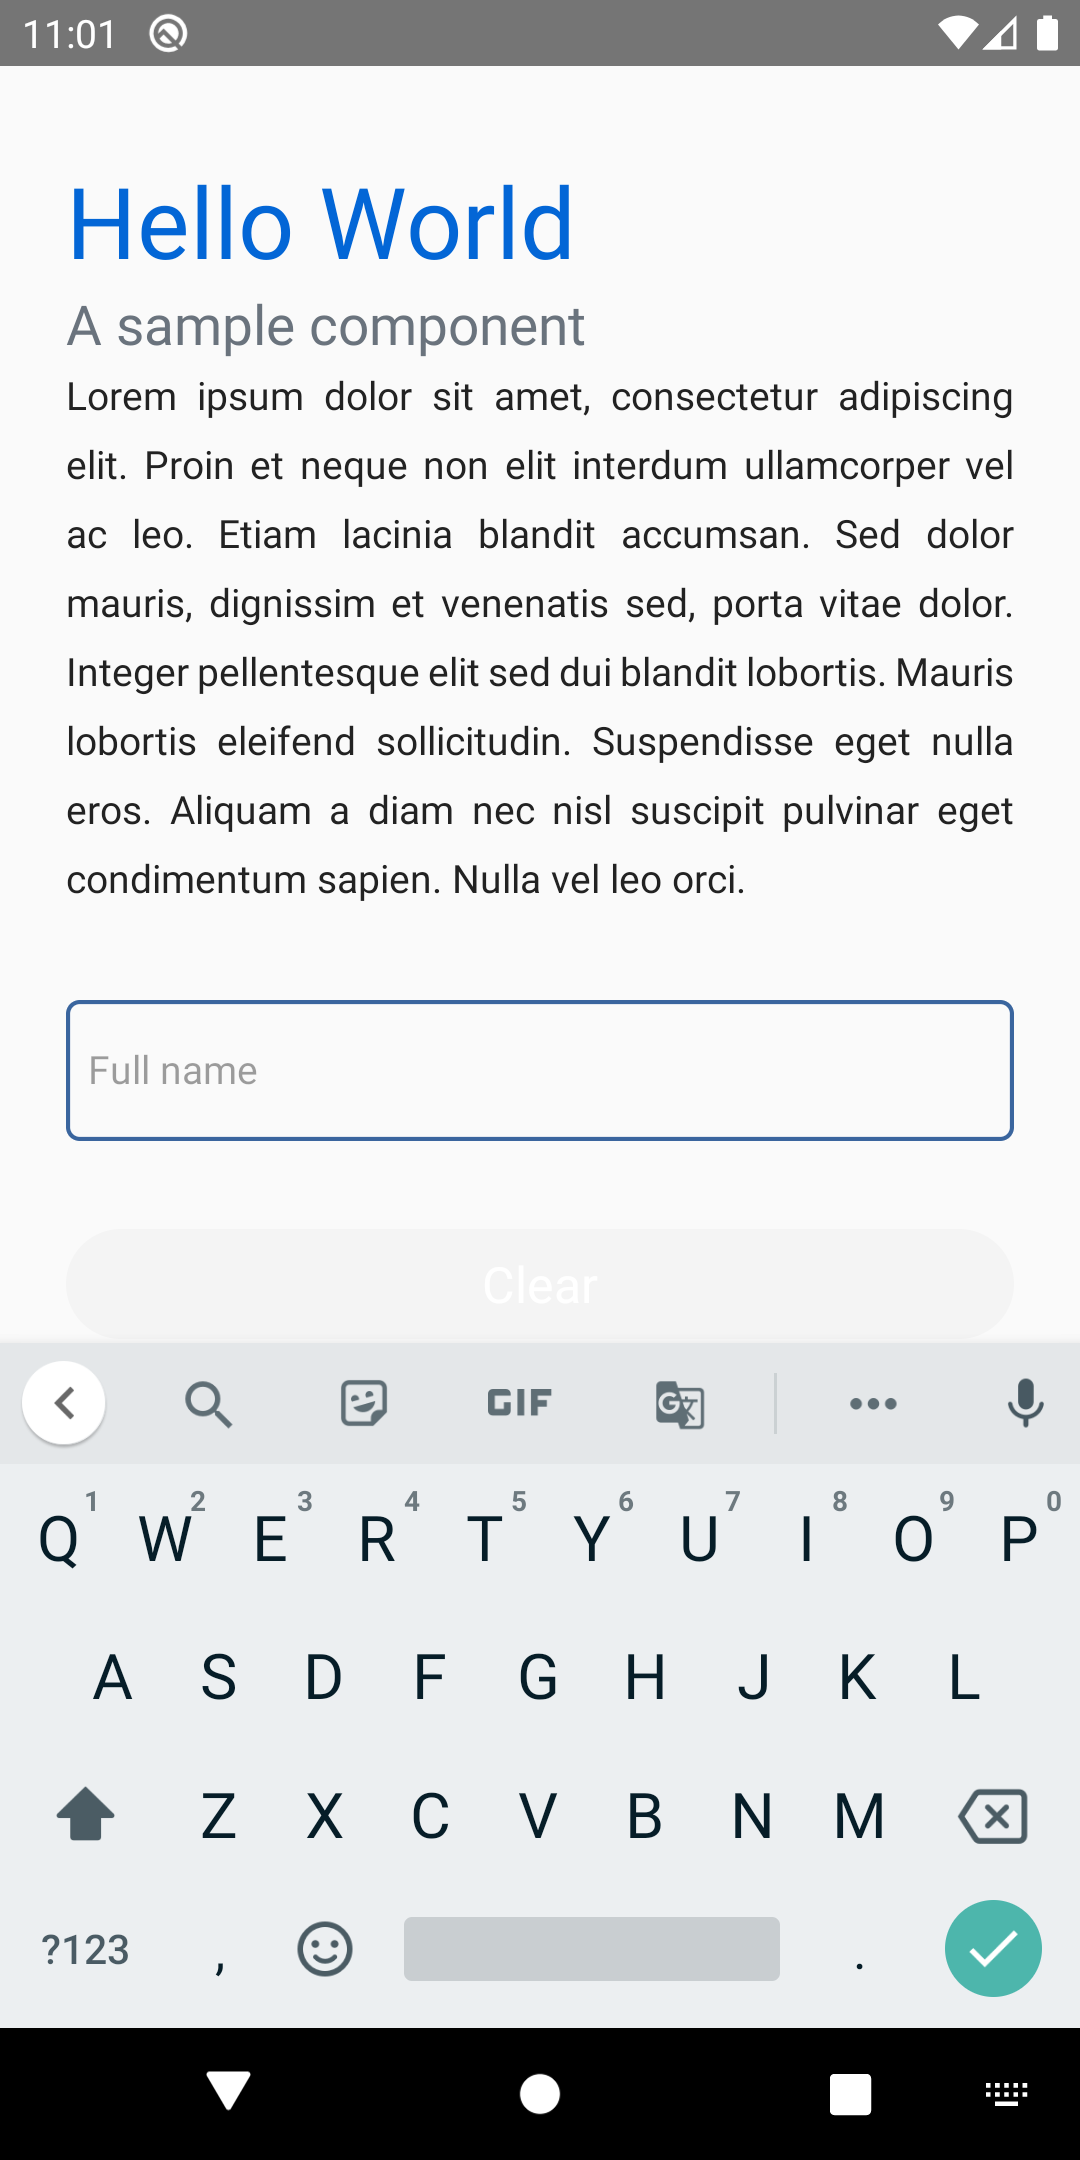 11:01
Hello World
A sample component
Lorem ipsum dolor sit amet, consectetur adipiscing
elit. Proin et neque non elit interdum ullamcorper vel
ac leo. Etiam lacinia blandit accumsan. Sed dolor
mauris, dignissim et venenatis sed, porta vitae dolor.
Integer pellentesque elit sed dui blandit lobortis. Mauris
lobortis eleifend sollicitudin. Suspendisse eget nulla
eros. Aliquam a diam nec nisl suscipit pulvinar eget
condimentum sapien. Nulla vel leo orci.
Full name
Clear
GIF G文
1 2 3 4 5 6 7 8 9 0
Q W E R T Y U I O P
A S D F G H J K L
Z X C V B N M
?123 , .